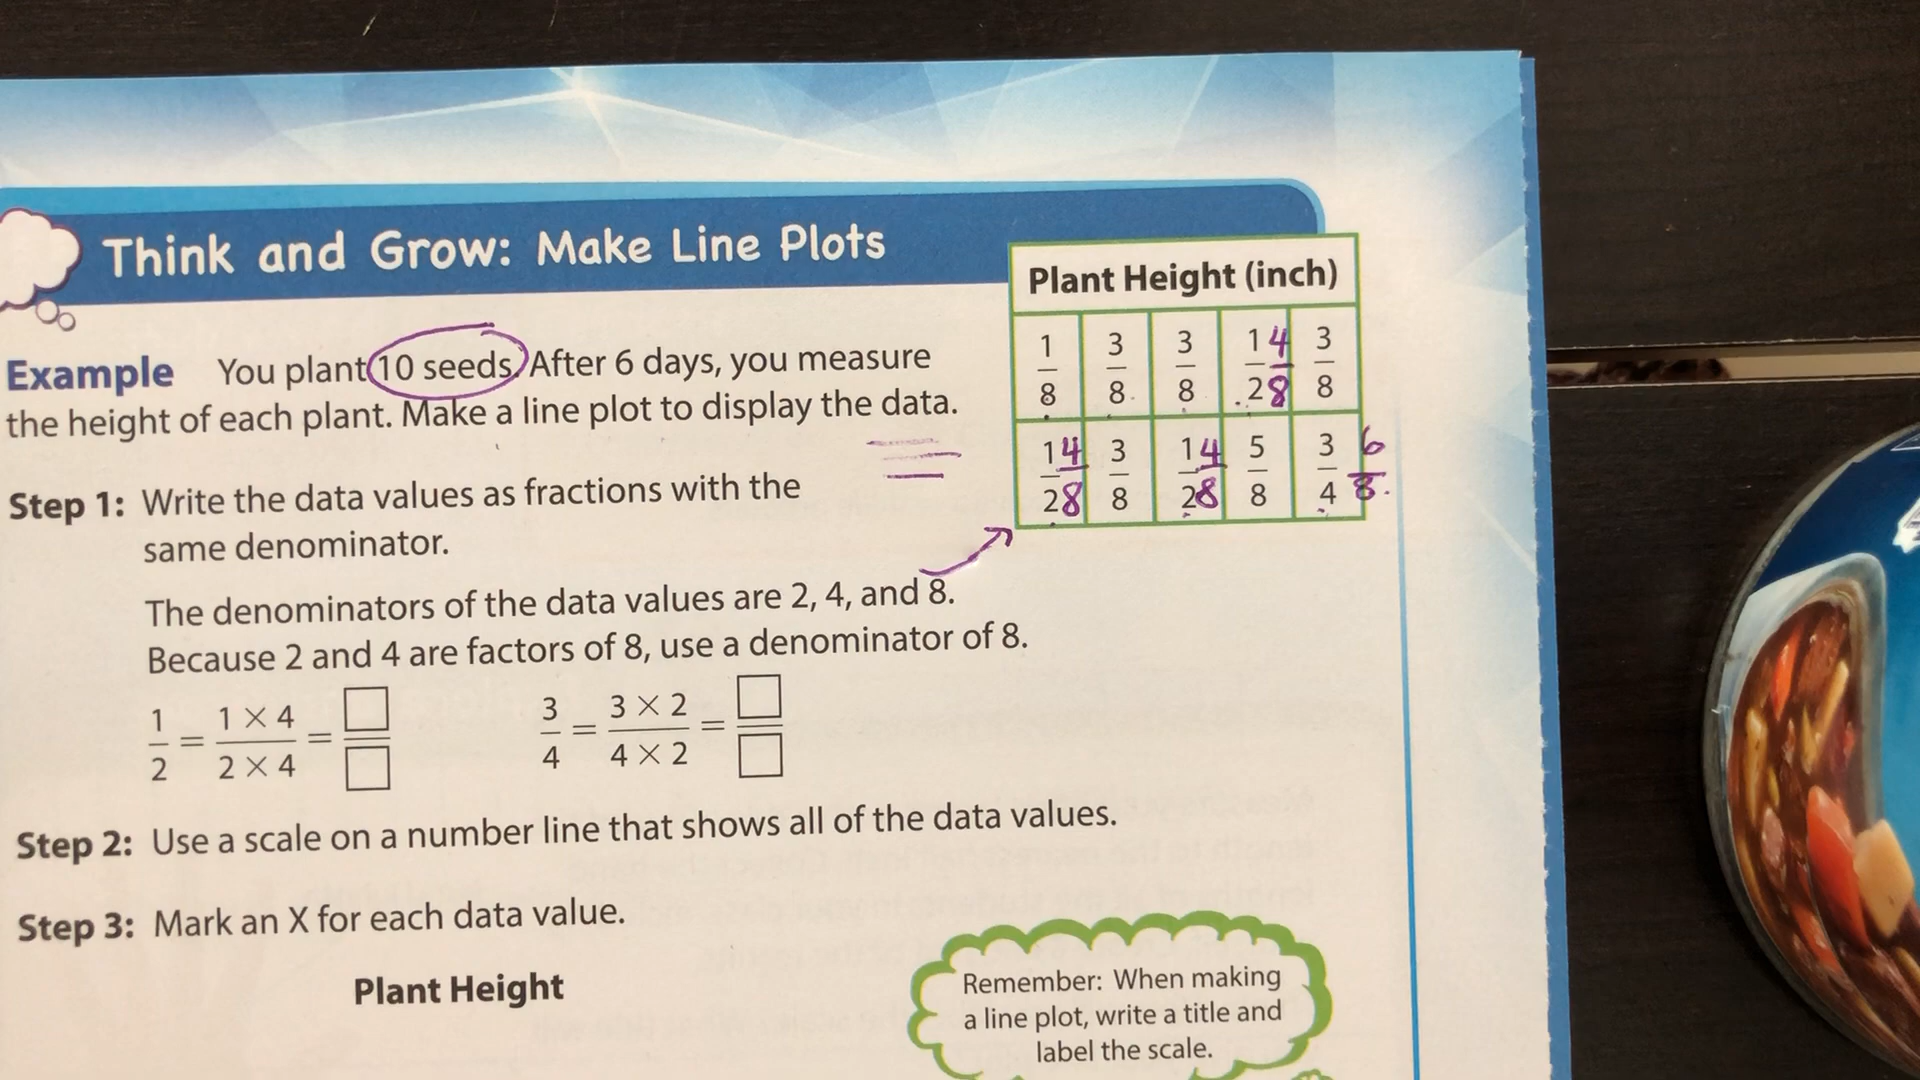 Think and Grow: Make Line Plots
Plant Height (inch)
1/8 3/8 3/8 1/2 4/8 3/8
1/2 4/8 3/8 1/2 4/8 5/8 3/4 6/8.
Example You plant 10 seeds. After 6 days, you measure
the height of each plant. Make a line plot to display the data.
Step 1: Write the data values as fractions with the
same denominator.
The denominators of the data values are 2, 4, and 8.
Because 2 and 4 are factors of 8, use a denominator of 8.
1/2 = 1 × 4/2 × 4 = □/□ 3/4 = 3 × 2/4 × 2 = □/□
Step 2: Use a scale on a number line that shows all of the data values.
Step 3: Mark an X for each data value.
Plant Height
Remember: When making
a line plot, write a title and
label the scale.